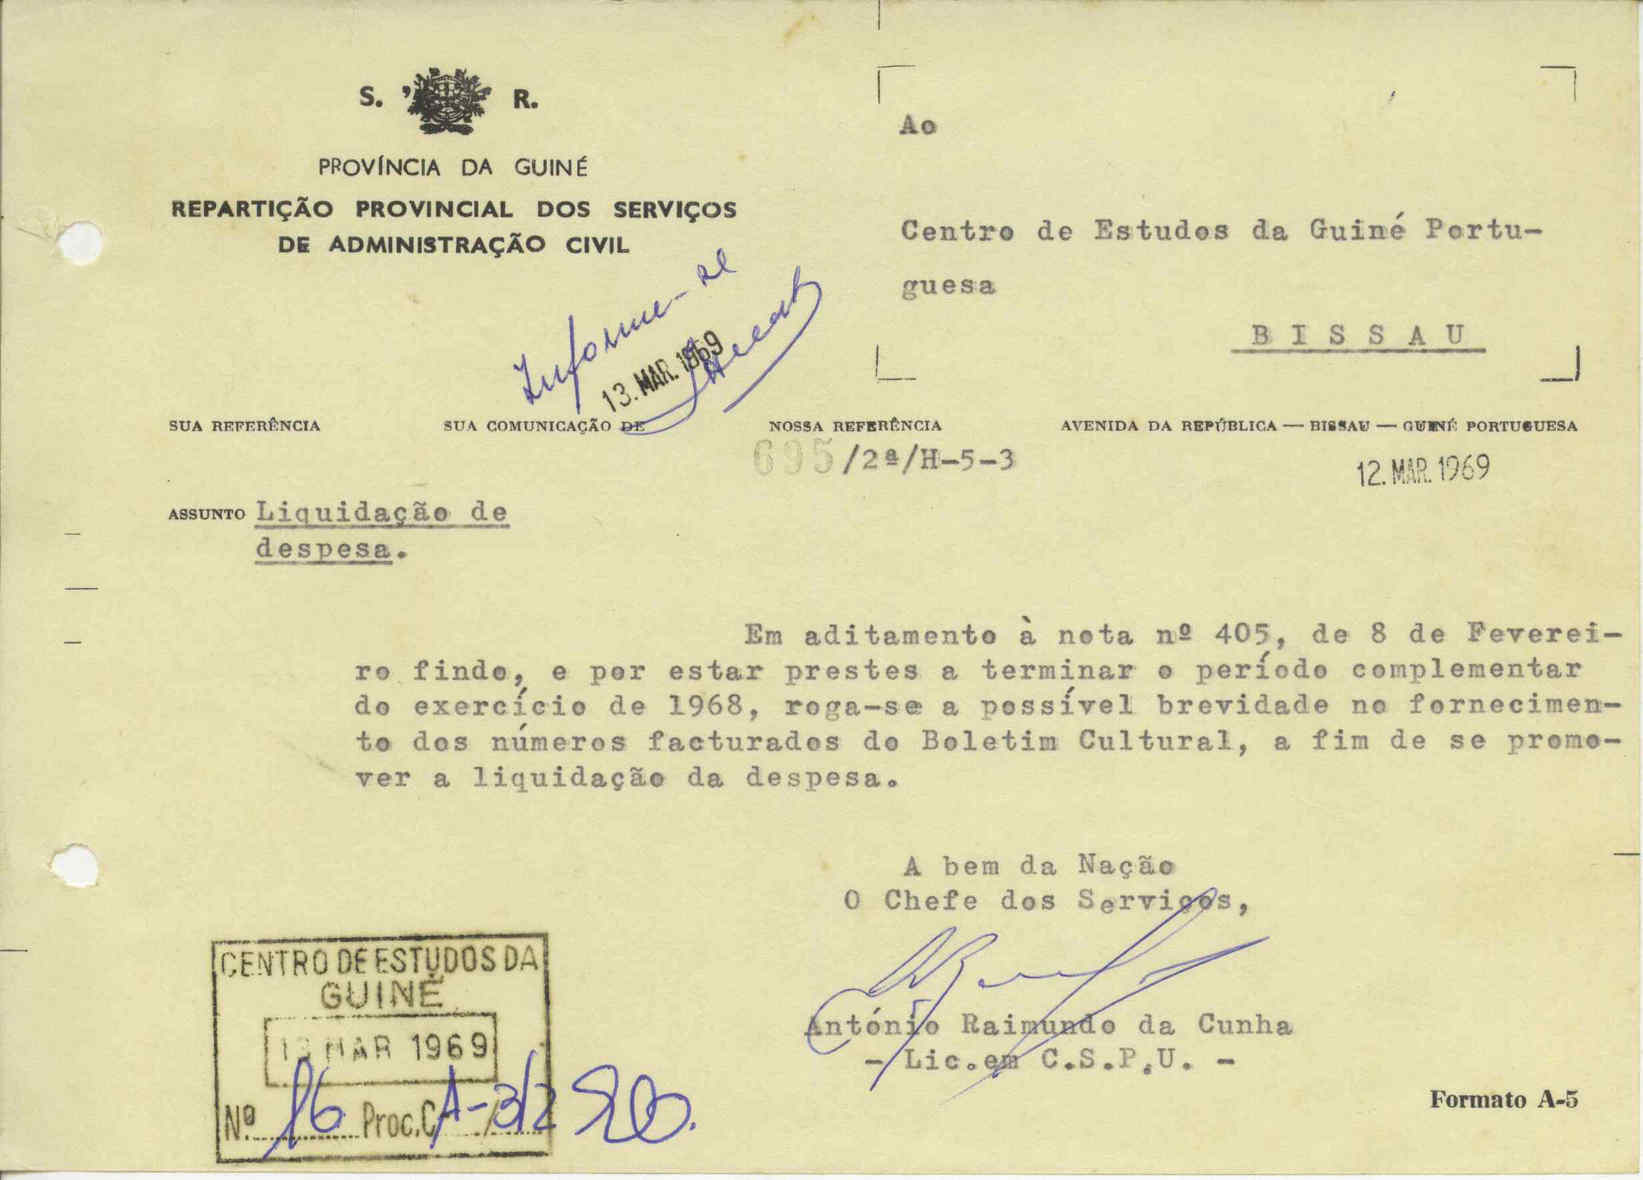 S. R.
PROVÍNCIA DA GUINÉ
REPARTIÇÃO PROVINCIAL DOS SERVIÇOS
DE ADMINISTRAÇÃO CIVIL
Ao
Centro de Estudos da Guiné Portu-
guesa
BISSAU
Informe-se
13. MAR. 1969
SUA REFERÊNCIA SUA COMUNICAÇÃO DE NOSSA REFERÊNCIA AVENIDA DA REPÚBLICA — BISSAU — GUINÉ PORTUGUESA
695/2ª/H-5-3
12. MAR. 1969
ASSUNTO Liquidação de
despesa.
Em aditamento à nota nº 405, de 8 de Feverei-
ro findo, e por estar prestes a terminar o período complementar
do exercício de 1968, roga-se a possível brevidade no fornecimen-
to dos números facturados do Boletim Cultural, a fim de se promo-
ver a liquidação da despesa.
A bem da Nação
O Chefe dos Serviços,
António Raimundo da Cunha
- Lic.em C.S.P.U. -
CENTRO DE ESTUDOS DA
GUINÉ
MAR 1969
Nº 16 Proc. A-3/2
Formato A-5